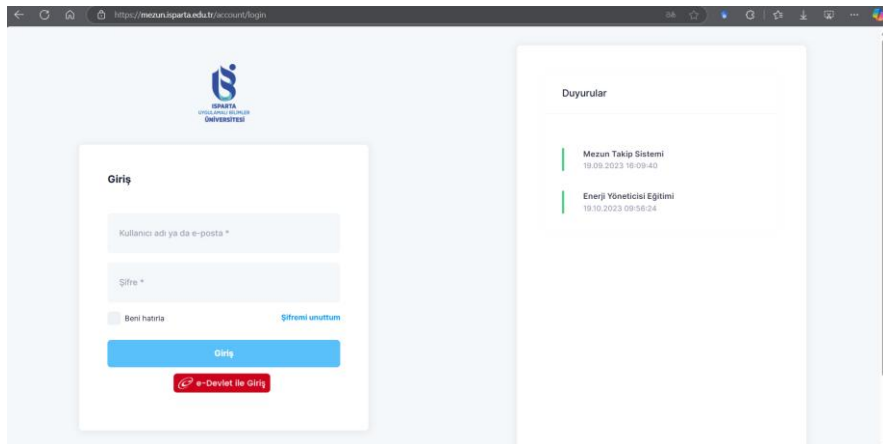 https://mezun.isparta.edu.tr/account/login
ISPARTA
UYGULAMALI BİLİMLER
ÜNİVERSİTESİ
Giriş
Kullanıcı adı ya da e-posta *
Şifre *
Beni hatırla
Şifremi unuttum
Giriş
e-Devlet ile Giriş
Duyurular
Mezun Takip Sistemi
19.09.2023 16:09:40
Enerji Yöneticisi Eğitimi
19.10.2023 09:56:24